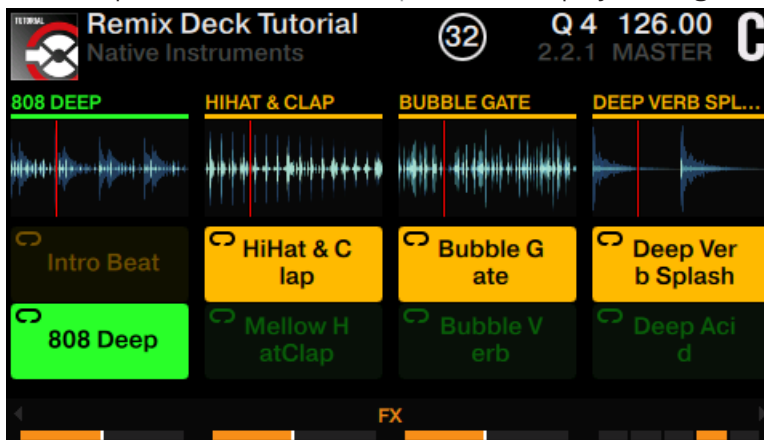 Remix Deck Tutorial
Native Instruments
32
Q 4 126.00
2.2.1 MASTER
C
808 DEEP
HIHAT & CLAP
BUBBLE GATE
DEEP VERB SPL...
Intro Beat
HiHat & C
lap
Bubble G
ate
Deep Ver
b Splash
808 Deep
Mellow H
atClap
Bubble V
erb
Deep Aci
d
FX